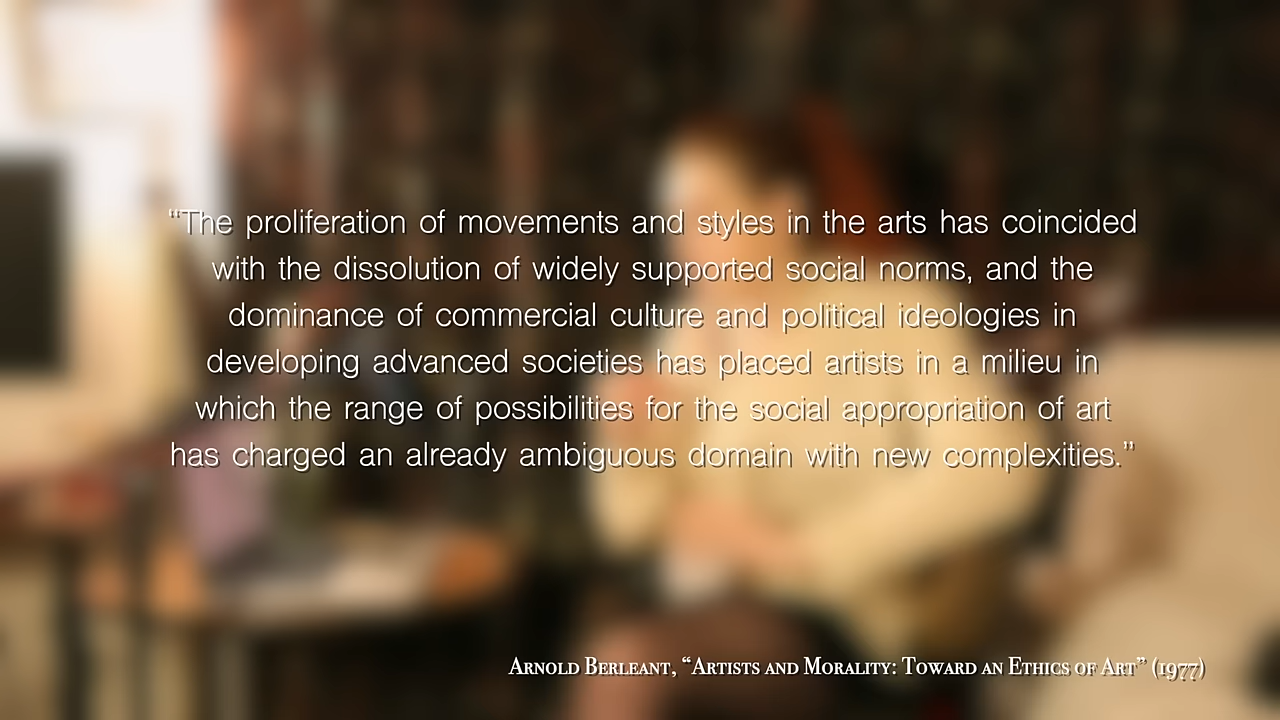 “The proliferation of movements and styles in the arts has coincided
with the dissolution of widely supported social norms, and the
dominance of commercial culture and political ideologies in
developing advanced societies has placed artists in a milieu in
which the range of possibilities for the social appropriation of art
has charged an already ambiguous domain with new complexities.”
Arnold Berleant, “Artists and Morality: Toward an Ethics of Art” (1977)